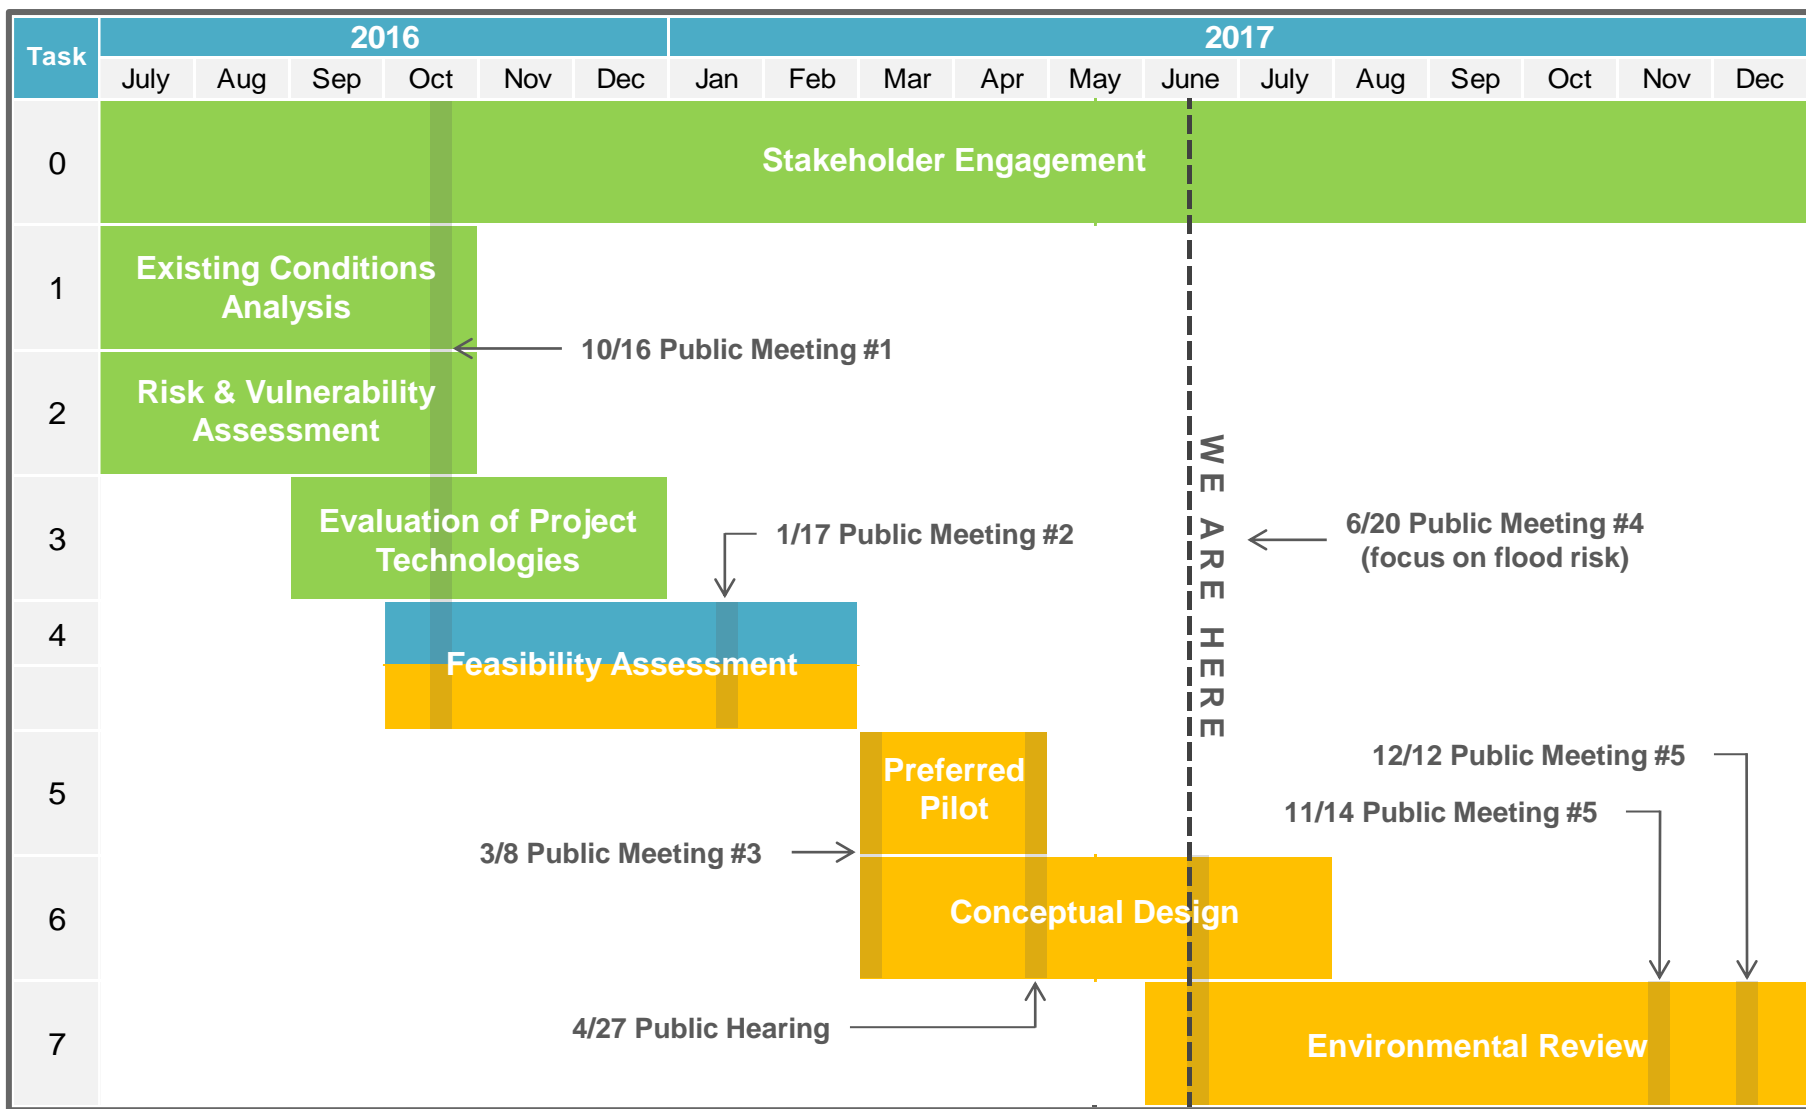 Task
2016
2017
July Aug Sep Oct Nov Dec Jan Feb Mar Apr May June July Aug Sep Oct Nov Dec
0
Stakeholder Engagement
1
Existing Conditions
Analysis
10/16 Public Meeting #1
2
Risk & Vulnerability
Assessment
WE ARE HERE
3
Evaluation of Project
Technologies
1/17 Public Meeting #2
6/20 Public Meeting #4
(focus on flood risk)
4
Feasibility Assessment
5
Preferred
Pilot
12/12 Public Meeting #5
11/14 Public Meeting #5
3/8 Public Meeting #3
6
Conceptual Design
4/27 Public Hearing
7
Environmental Review